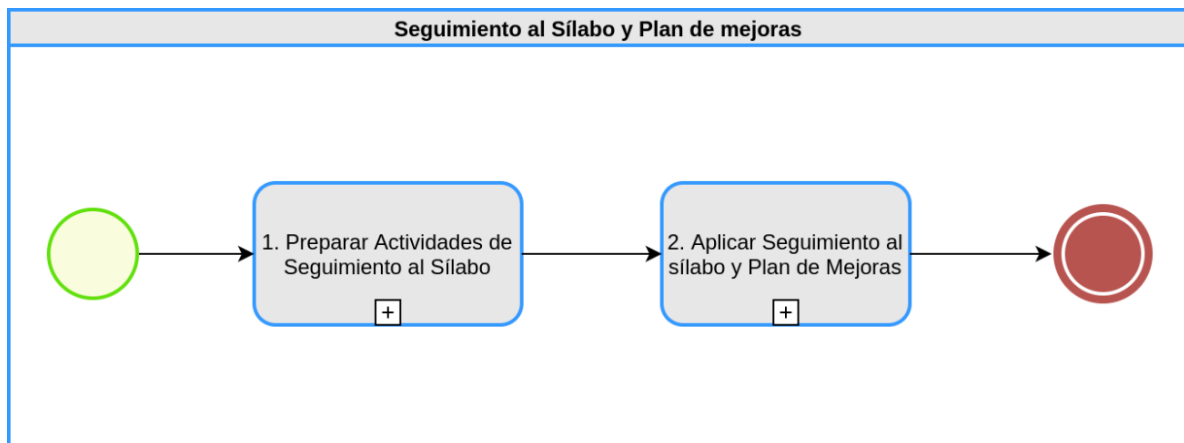 Seguimiento al Sílabo y Plan de mejoras
1. Preparar Actividades de
Seguimiento al Sílabo
2. Aplicar Seguimiento al
sílabo y Plan de Mejoras